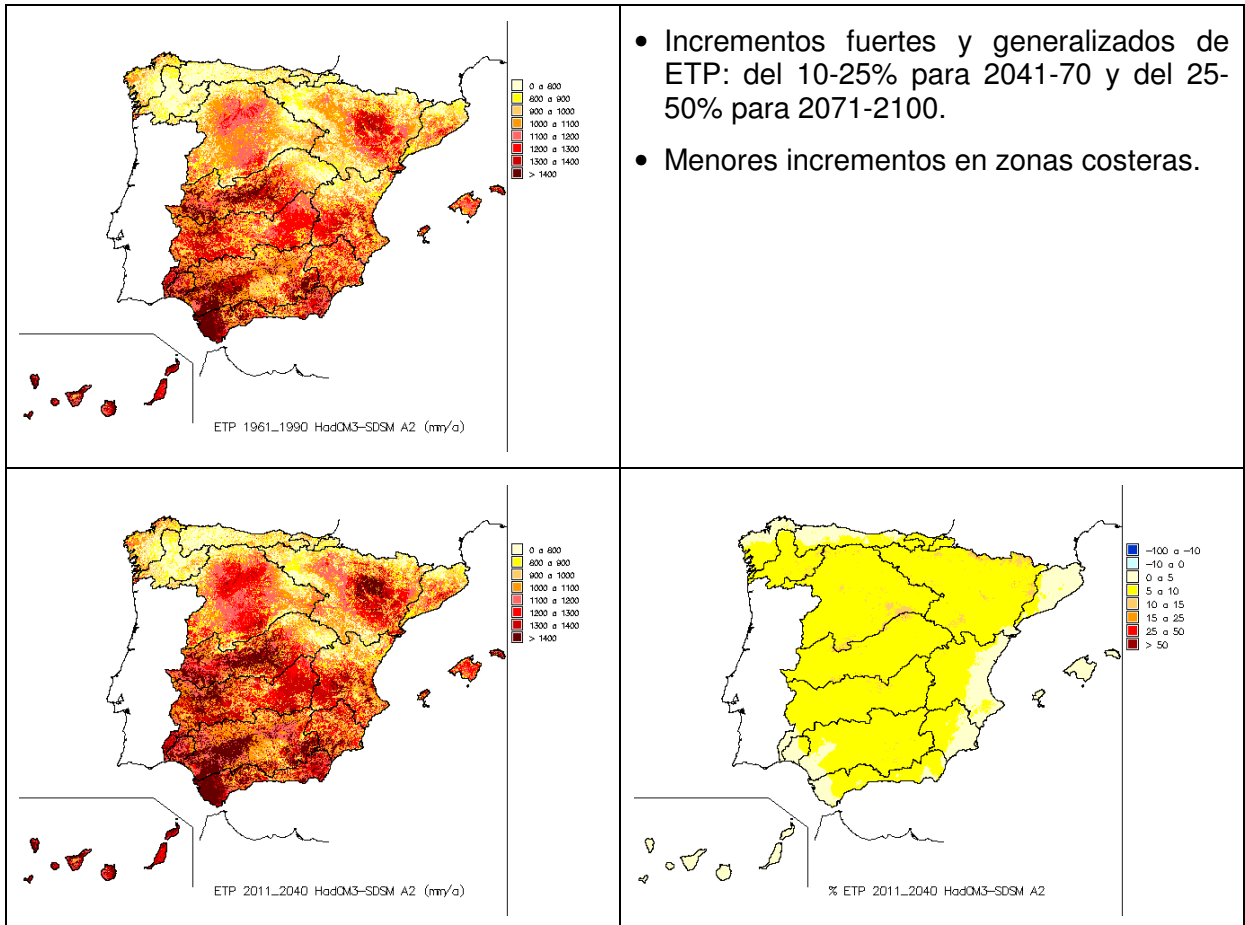 0 a 800
800 a 900
900 a 1000
1000 a 1100
1100 a 1200
1200 a 1300
1300 a 1400
> 1400
ETP 1961_1990 HadCM3-SDSM A2 (mm/a)
• Incrementos fuertes y generalizados de
ETP: del 10-25% para 2041-70 y del 25-
50% para 2071-2100.
• Menores incrementos en zonas costeras.
0 a 800
800 a 900
900 a 1000
1000 a 1100
1100 a 1200
1200 a 1300
1300 a 1400
> 1400
ETP 2011_2040 HadCM3-SDSM A2 (mm/a)
-100 a -10
-10 a 0
0 a 5
5 a 10
10 a 15
15 a 25
25 a 50
> 50
% ETP 2011_2040 HadCM3-SDSM A2